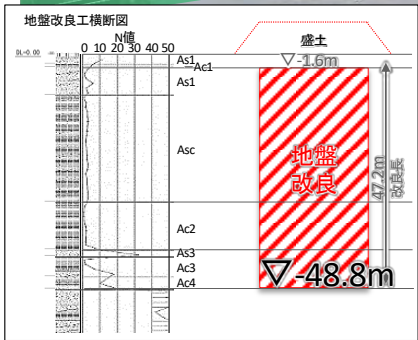 地盤改良工横断図
N値
盛土
DL=0.00
0 10 20 30 40 50
▽-1.6m
As1
Ac1
As1
Asc
Ac2
As3
Ac3
Ac4
地盤
改良
47.2m
改良長
▽-48.8m